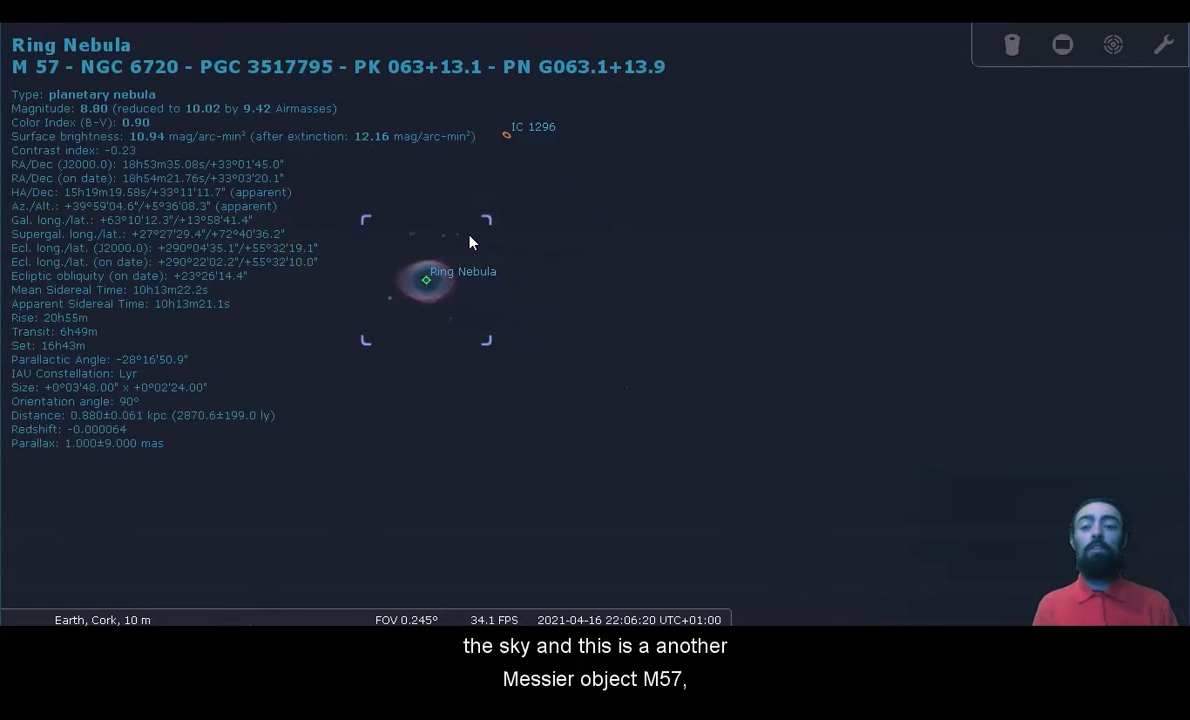 Ring Nebula
M 57 - NGC 6720 - PGC 3517795 - PK 063+13.1 - PN G063.1+13.9
Type: planetary nebula
Magnitude: 8.80 (reduced to 10.02 by 9.42 Airmasses)
Color Index (B-V): 0.90
Surface brightness: 10.94 mag/arc-min² (after extinction: 12.16 mag/arc-min²)
Contrast index: -0.23
RA/Dec (J2000.0): 18h53m35.08s/+33°01'45.0"
RA/Dec (on date): 18h54m21.76s/+33°03'20.1"
HA/Dec: 15h19m19.58s/+33°11'11.7" (apparent)
Az./Alt.: +39°59'04.6"/+5°36'08.3" (apparent)
Gal. long./lat.: +63°10'12.3"/+13°58'41.4"
Supergal. long./lat.: +27°27'29.4"/+72°40'36.2"
Ecl. long./lat. (J2000.0): +290°04'35.1"/+55°32'19.1"
Ecl. long./lat. (on date): +290°22'02.2"/+55°32'10.0"
Ecliptic obliquity (on date): +23°26'14.4"
Mean Sidereal Time: 10h13m22.2s
Apparent Sidereal Time: 10h13m21.1s
Rise: 20h55m
Transit: 6h49m
Set: 16h43m
Parallactic Angle: -28°16'50.9"
IAU Constellation: Lyr
Size: +0°03'48.00" x +0°02'24.00"
Orientation angle: 90°
Distance: 0.880±0.061 kpc (2870.6±199.0 ly)
Redshift: -0.000064
Parallax: 1.000±9.000 mas
IC 1296
Ring Nebula
Earth, Cork, 10 m FOV 0.245° 34.1 FPS 2021-04-16 22:06:20 UTC+01:00
the sky and this is a another
Messier object M57,